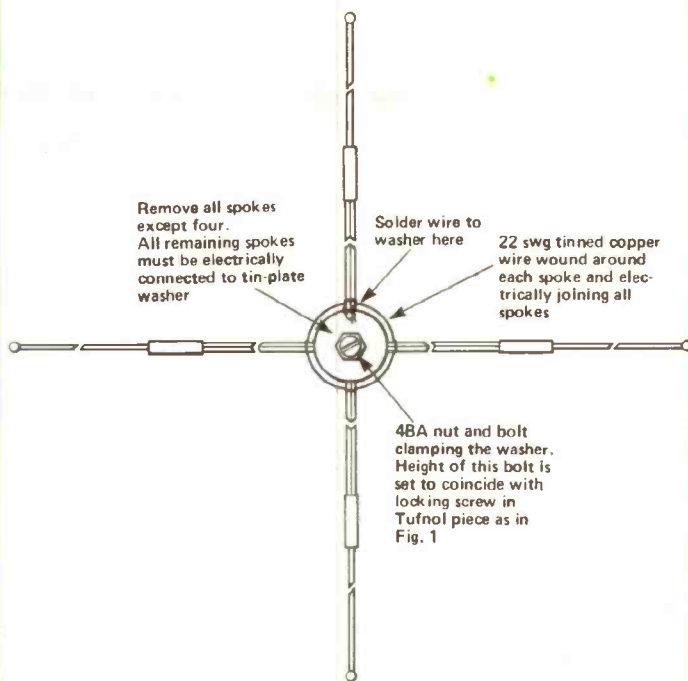 Remove all spokes
except four.
All remaining spokes
must be electrically
connected to tin-plate
washer
Solder wire to
washer here
22 swg tinned copper
wire wound around
each spoke and elec-
trically joining all
spokes
4BA nut and bolt
clamping the washer.
Height of this bolt is
set to coincide with
locking screw in
Tufnol piece as in
Fig. 1